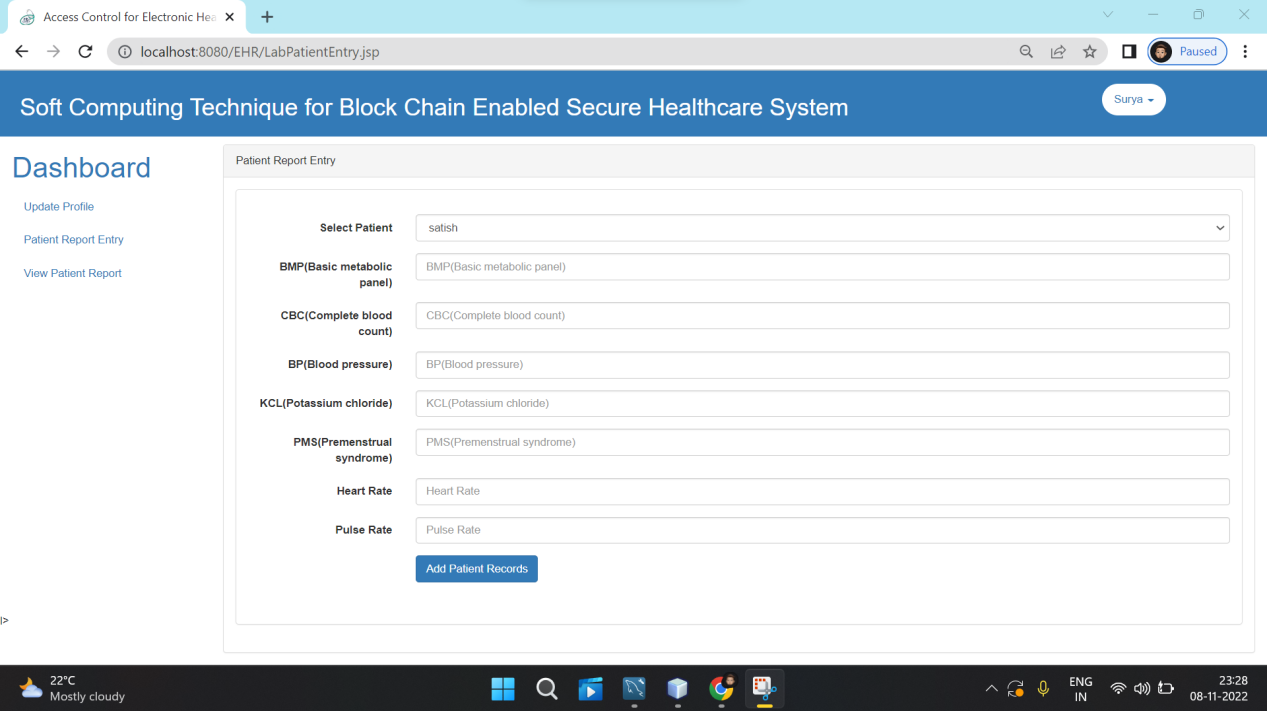 Access Control for Electronic Hea
localhost:8080/EHR/LabPatientEntry.jsp
Paused
Soft Computing Technique for Block Chain Enabled Secure Healthcare System
Surya
Dashboard
Update Profile
Patient Report Entry
View Patient Report
Patient Report Entry
Select Patient
satish
BMP(Basic metabolic
panel)
BMP(Basic metabolic panel)
CBC(Complete blood
count)
CBC(Complete blood count)
BP(Blood pressure)
BP(Blood pressure)
KCL(Potassium chloride)
KCL(Potassium chloride)
PMS(Premenstrual
syndrome)
PMS(Premenstrual syndrome)
Heart Rate
Heart Rate
Pulse Rate
Pulse Rate
Add Patient Records
l>
22°C
Mostly cloudy
ENG
IN
23:28
08-11-2022